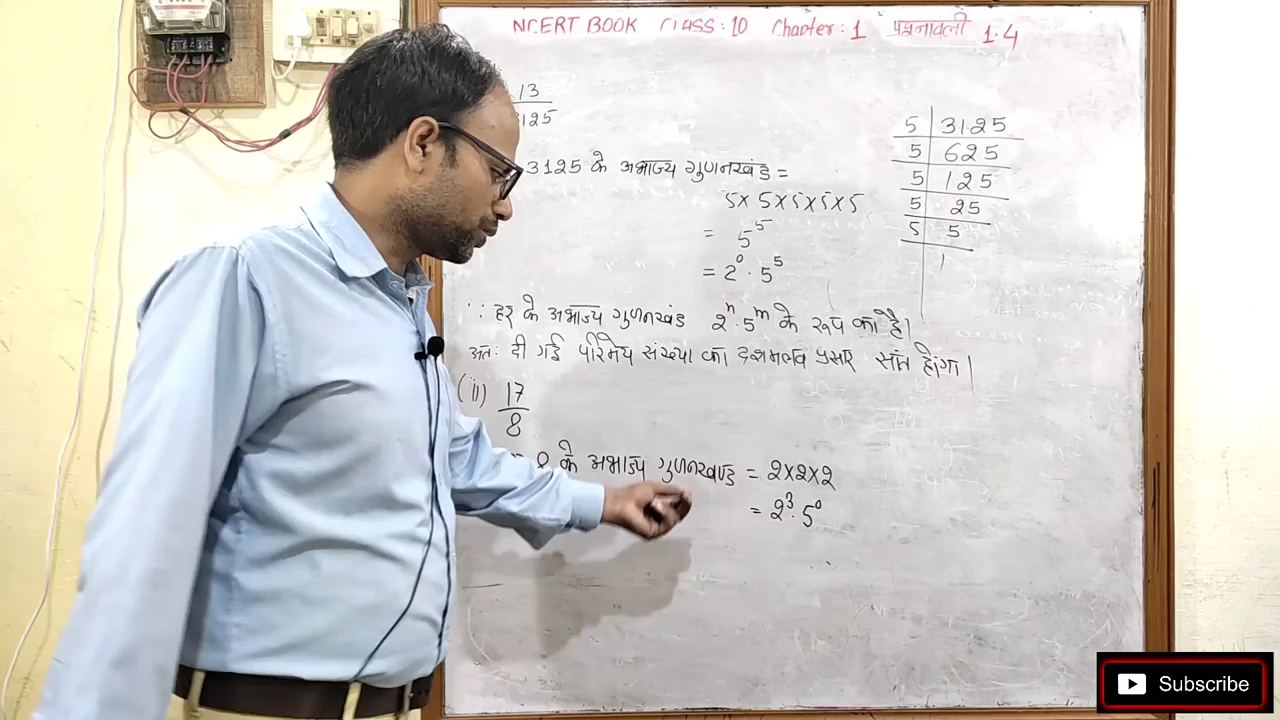 NCERT BOOK CLASS: 10 Chapter: 1 प्रश्नावली 1.4
13
3125 के अभाज्य गुणनखंड =
5 × 5 × 5 × 5 × 5
= 5⁵
= 2⁰ · 5⁵
∵ हर के अभाज्य गुणनखंड 2ⁿ · 5ᵐ के रूप का है।
अतः दी गई परिमेय संख्या का दशमलव प्रसार सांत होगा।
(ii) 17
8
= 8 के अभाज्य गुणनखण्ड = 2×2×2
= 2³ · 5⁰
5 | 3125
5 | 625
5 | 125
5 | 25
5 | 5
1
Subscribe